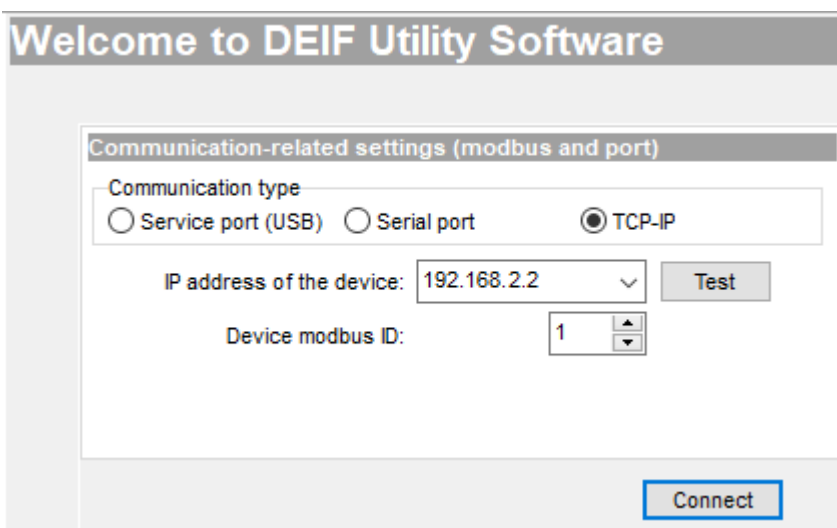 Welcome to DEIF Utility Software
Communication-related settings (modbus and port)
Communication type
Service port (USB) Serial port TCP-IP
IP address of the device: 192.168.2.2 Test
Device modbus ID: 1
Connect